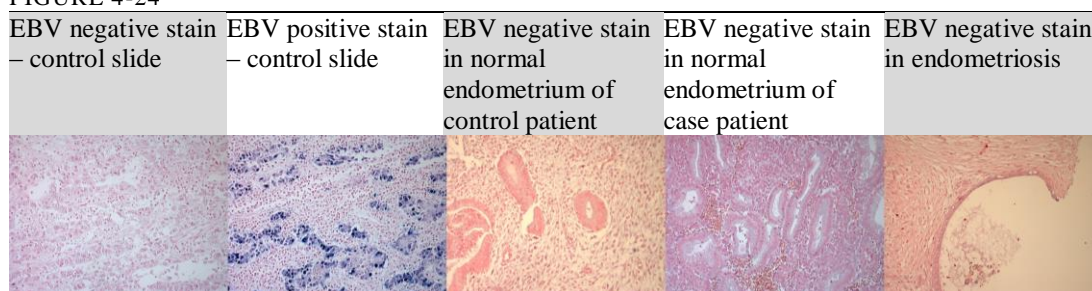 FIGURE 4-24
EBV negative stain
– control slide
EBV positive stain
– control slide
EBV negative stain
in normal
endometrium of
control patient
EBV negative stain
in normal
endometrium of
case patient
EBV negative stain
in endometriosis